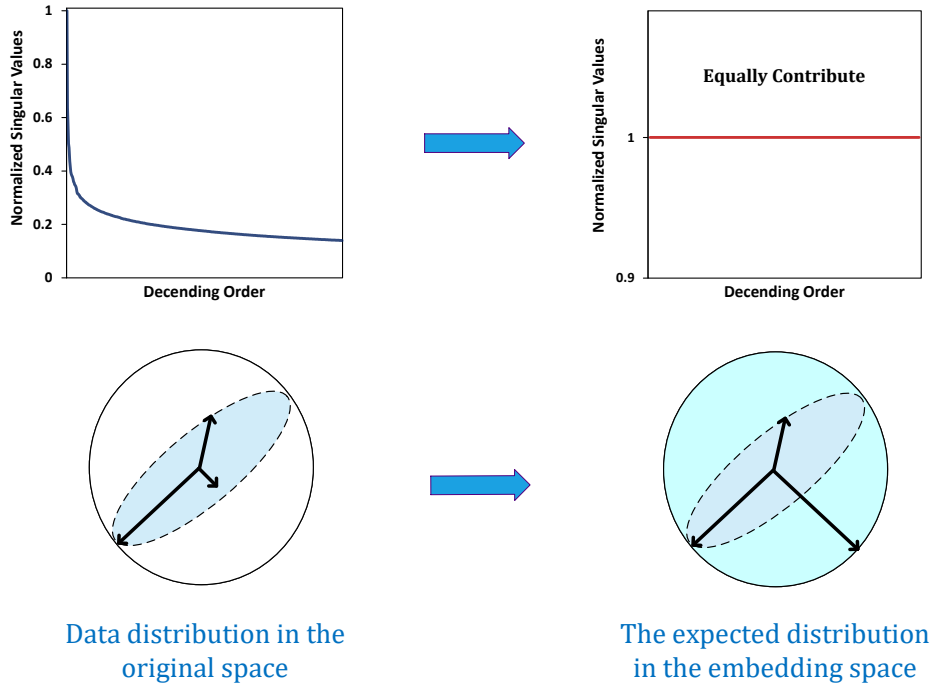 Normalized Singular Values
1
0.8
0.6
0.4
0.2
0
Decending Order
Normalized Singular Values
Equally Contribute
1
0.9
Decending Order
Data distribution in the
original space
The expected distribution
in the embedding space